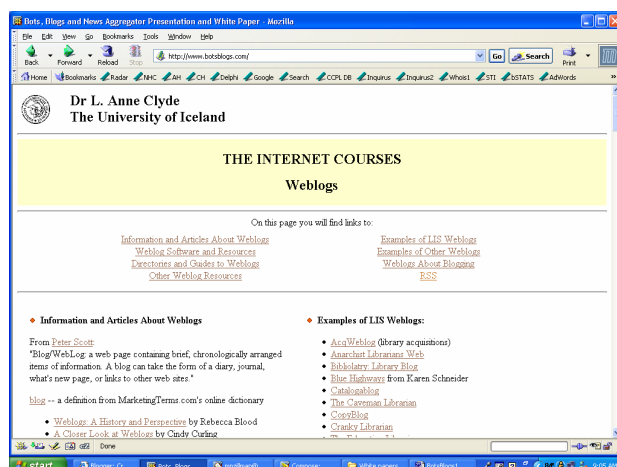 Bots, Blogs and News Aggregator Presentation and White Paper - Mozilla
File Edit View Go Bookmarks Tools Window Help
Back Forward Reload Stop http://www.botsblogs.com/ Go Search Print
Home Bookmarks Radar NHC AH CH Delphi Google Search CCPL DB Inquirus Inquirus2 Whois1 STI bSTATS AdWords
Dr L. Anne Clyde
The University of Iceland
THE INTERNET COURSES
Weblogs
On this page you will find links to:
Information and Articles About Weblogs
Weblog Software and Resources
Directories and Guides to Weblogs
Other Weblog Resources
Examples of LIS Weblogs
Examples of Other Weblogs
Weblogs About Blogging
RSS
Information and Articles About Weblogs
From Peter Scott:
"Blog/WebLog: a web page containing brief, chronologically arranged
items of information. A blog can take the form of a diary, journal,
what's new page, or links to other web sites."
blog -- a definition from MarketingTerms.com's online dictionary
Weblogs: A History and Perspective by Rebecca Blood
A Closer Look at Weblogs by Cindy Curling
Examples of LIS Weblogs:
AcqWeblog (library acquistions)
Anarchist Librarians Web
Bibliolatry: Library Blog
Blue Highways from Karen Schneider
Catalogablog
The Caveman Librarian
CopyBlog
Cranky Librarian
Done
start Blogger: Cr Bots, Blogs Compose: White papers BotsBlogs1 9:05 AM